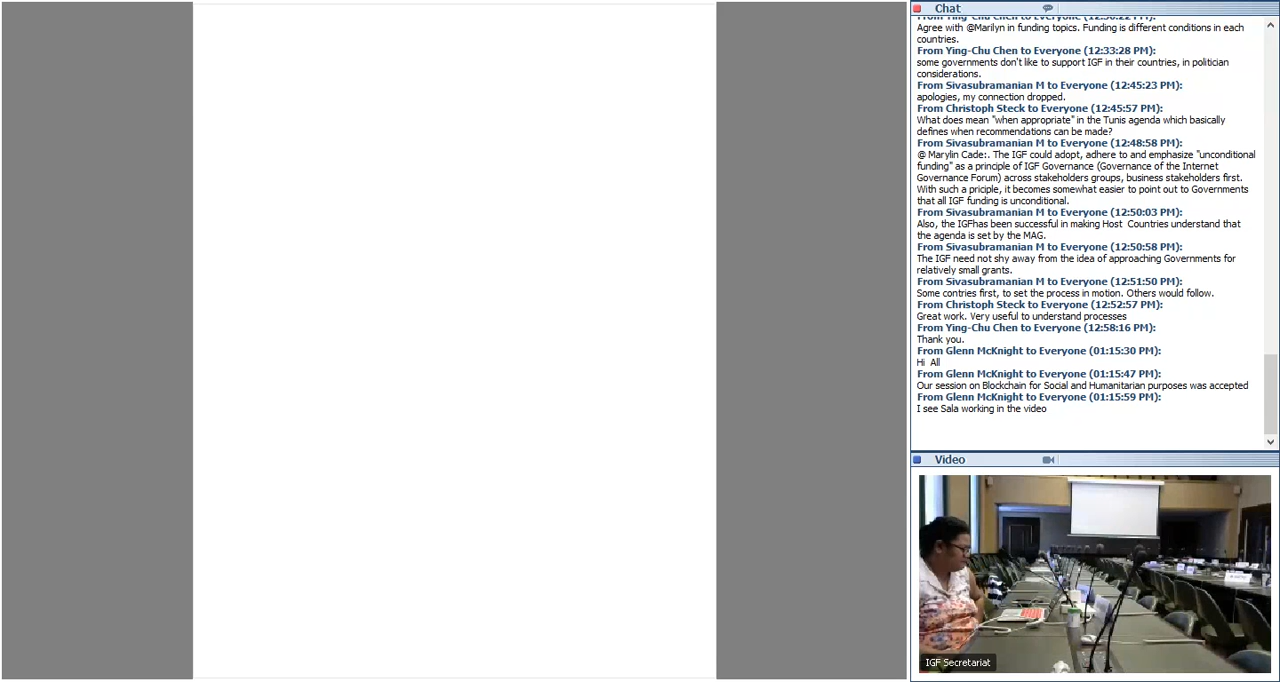 Chat
From Ying-Chu Chen to Everyone (12:30:22 PM):
Agree with @Marilyn in funding topics. Funding is different conditions in each
countries.
From Ying-Chu Chen to Everyone (12:33:28 PM):
some governments don't like to support IGF in their countries, in politician
considerations.
From Sivasubramanian M to Everyone (12:45:23 PM):
apologies, my connection dropped.
From Christoph Steck to Everyone (12:45:57 PM):
What does mean "when appropriate" in the Tunis agenda which basically
defines when recommendations can be made?
From Sivasubramanian M to Everyone (12:48:58 PM):
@ Marylin Cade:. The IGF could adopt, adhere to and emphasize "unconditional
funding" as a principle of IGF Governance (Governance of the Internet
Governance Forum) across stakeholders groups, business stakeholders first.
With such a priciple, it becomes somewhat easier to point out to Governments
that all IGF funding is unconditional.
From Sivasubramanian M to Everyone (12:50:03 PM):
Also, the IGFhas been successful in making Host Countries understand that
the agenda is set by the MAG.
From Sivasubramanian M to Everyone (12:50:58 PM):
The IGF need not shy away from the idea of approaching Governments for
relatively small grants.
From Sivasubramanian M to Everyone (12:51:50 PM):
Some contries first, to set the process in motion. Others would follow.
From Christoph Steck to Everyone (12:52:57 PM):
Great work. Very useful to understand processes
From Ying-Chu Chen to Everyone (12:58:16 PM):
Thank you.
From Glenn McKnight to Everyone (01:15:30 PM):
Hi All
From Glenn McKnight to Everyone (01:15:47 PM):
Our session on Blockchain for Social and Humanitarian purposes was accepted
From Glenn McKnight to Everyone (01:15:59 PM):
I see Sala working in the video
Video
IGF Secretariat